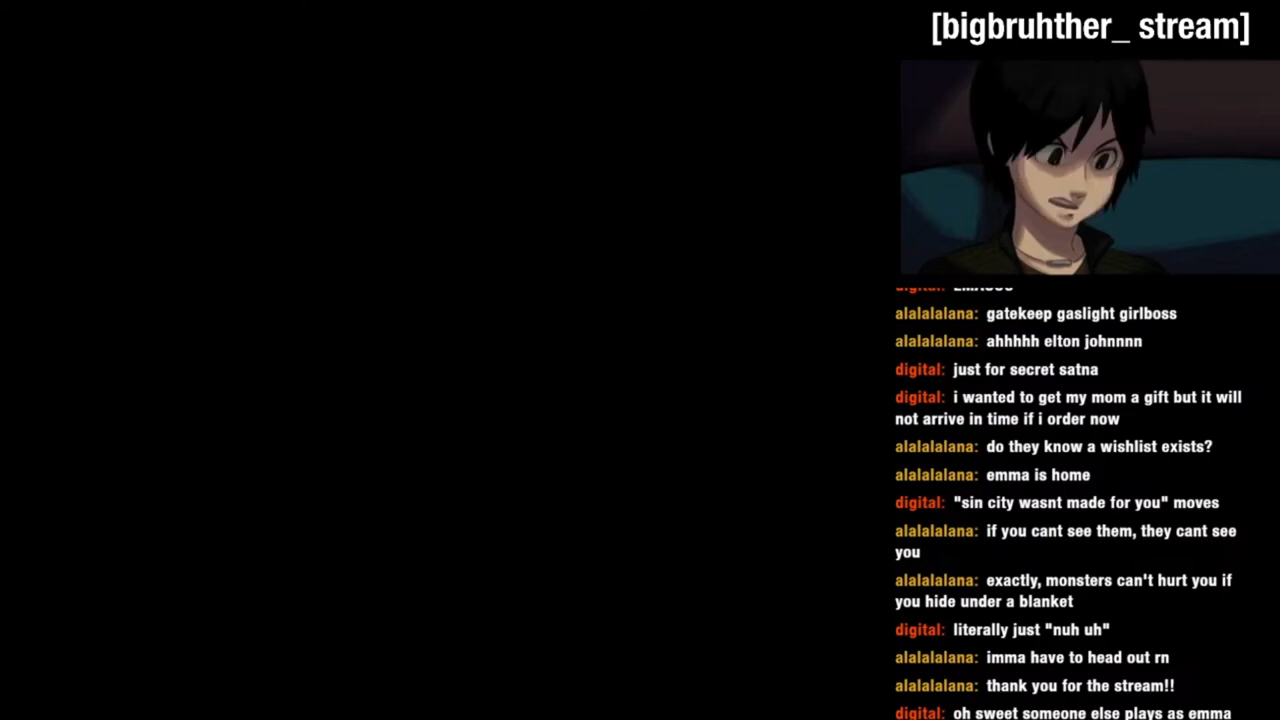 [bigbruhther_ stream]
digital: LMAOOO
alalalalana: gatekeep gaslight girlboss
alalalalana: ahhhhh elton johnnnn
digital: just for secret satna
digital: i wanted to get my mom a gift but it will
not arrive in time if i order now
alalalalana: do they know a wishlist exists?
alalalalana: emma is home
digital: "sin city wasnt made for you" moves
alalalalana: if you cant see them, they cant see
you
alalalalana: exactly, monsters can't hurt you if
you hide under a blanket
digital: literally just "nuh uh"
alalalalana: imma have to head out rn
alalalalana: thank you for the stream!!
digital: oh sweet someone else plays as emma